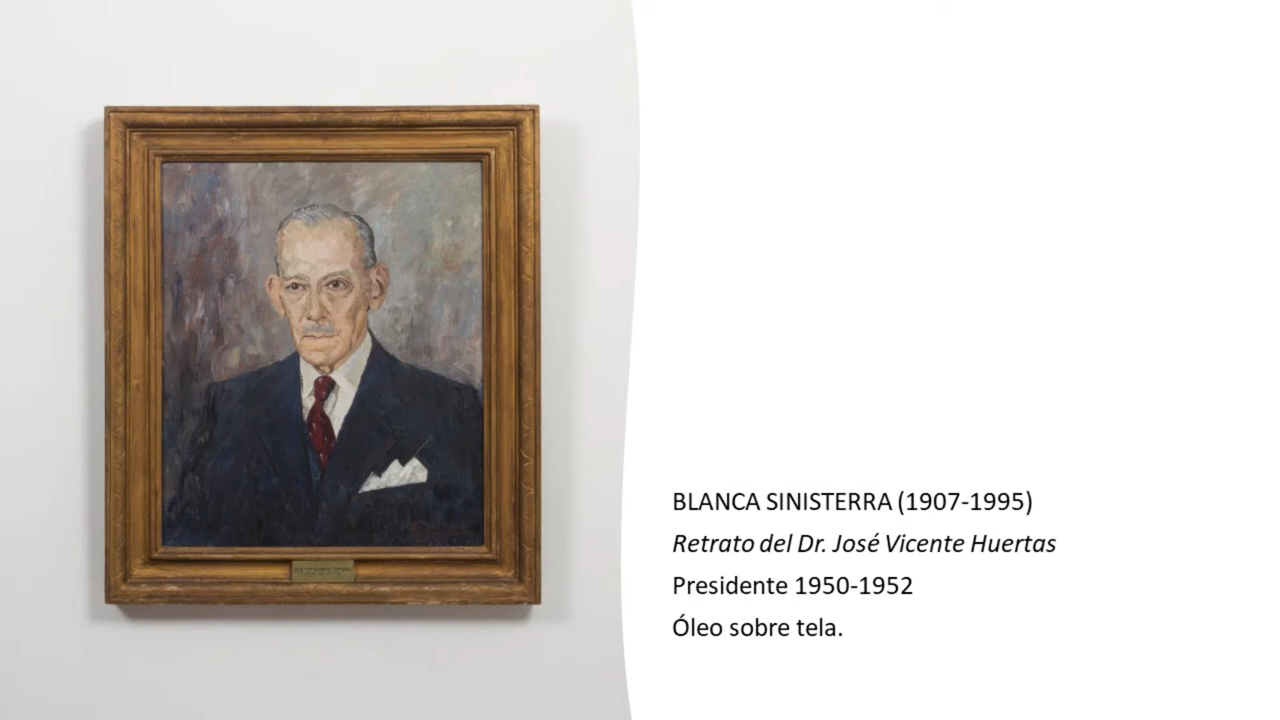 BLANCA SINISTERRA (1907-1995)
Retrato del Dr. José Vicente Huertas
Presidente 1950-1952
Óleo sobre tela.